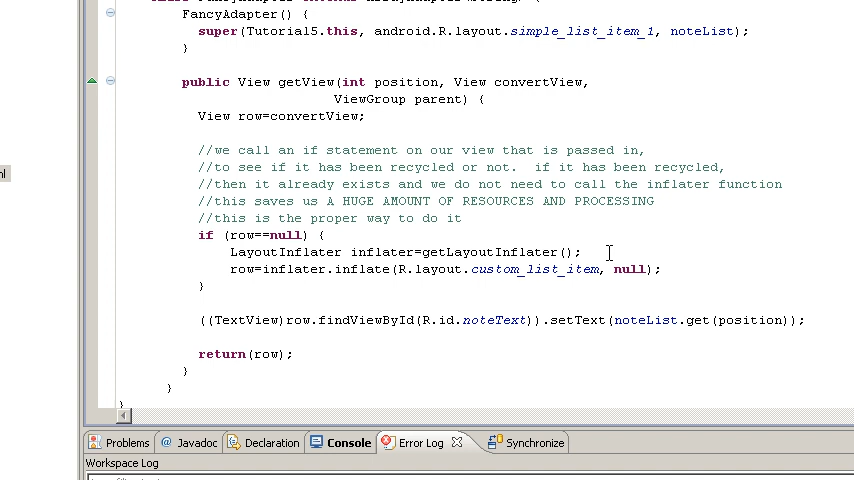 FancyAdapter() {
super(Tutorial5.this, android.R.layout.simple_list_item_1, noteList);
}
public View getView(int position, View convertView,
ViewGroup parent) {
View row=convertView;
//we call an if statement on our view that is passed in,
//to see if it has been recycled or not.  if it has been recycled,
//then it already exists and we do not need to call the inflater function
//this saves us A HUGE AMOUNT OF RESOURCES AND PROCESSING
//this is the proper way to do it
if (row==null) {
LayoutInflater inflater=getLayoutInflater();
row=inflater.inflate(R.layout.custom_list_item, null);
}
((TextView)row.findViewById(R.id.noteText)).setText(noteList.get(position));
return(row);
}
}
}
Problems @ Javadoc Declaration Console Error Log Synchronize
Workspace Log